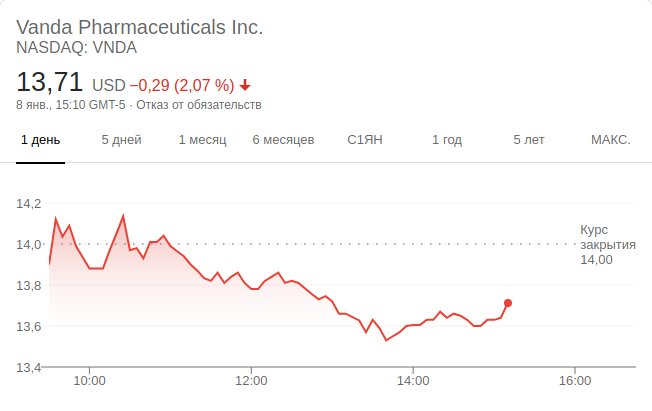 Vanda Pharmaceuticals Inc.
NASDAQ: VNDA
13,71 USD −0,29 (2,07 %)
8 янв., 15:10 GMT-5 · Отказ от обязательств
1 день 5 дней 1 месяц 6 месяцев С1ЯН 1 год 5 лет МАКС.
14,2
14,0
13,8
13,6
13,4
Курс
закрытия
14,00
10:00 12:00 14:00 16:00